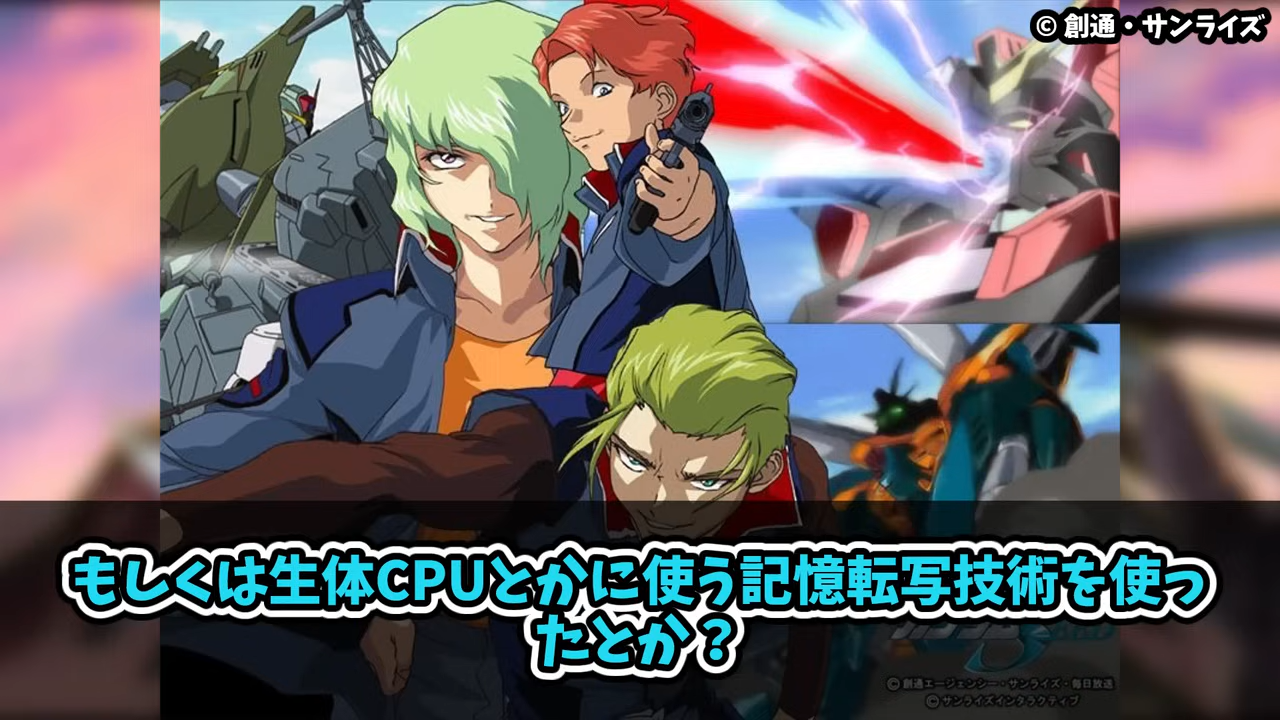 © 創通・サンライズ
もしくは生体CPUとかに使う記憶転写技術を使っ
たとか？
©創通エージェンシー・サンライズ・毎日放送
©サンライズインタラクティブ